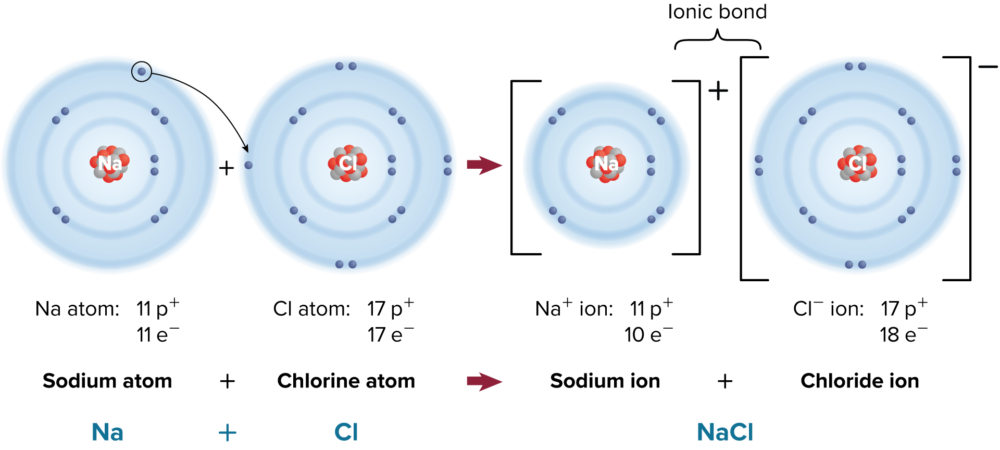 Ionic bond
Na + Cl + − Na Cl
Na atom: 11 p⁺ Cl atom: 17 p⁺ Na⁺ ion: 11 p⁺ Cl⁻ ion: 17 p⁺
11 e⁻ 17 e⁻ 10 e⁻ 18 e⁻
Sodium atom + Chlorine atom Sodium ion + Chloride ion
Na + Cl NaCl